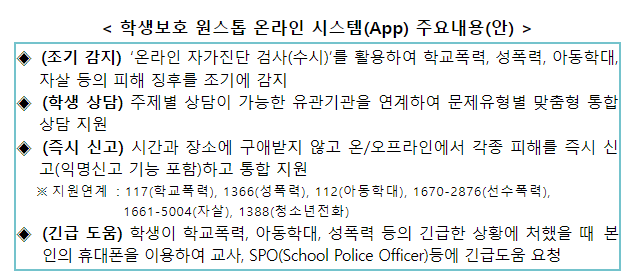 < 학생보호 원스톱 온라인 시스템(App) 주요내용(안) >
◈ (조기 감지) ‘온라인 자가진단 검사(수시)’를 활용하여 학교폭력, 성폭력, 아동학대,
자살 등의 피해 징후를 조기에 감지
◈ (학생 상담) 주제별 상담이 가능한 유관기관을 연계하여 문제유형별 맞춤형 통합
상담 지원
◈ (즉시 신고) 시간과 장소에 구애받지 않고 온/오프라인에서 각종 피해를 즉시 신
고(익명신고 기능 포함)하고 통합 지원
※ 지원연계 : 117(학교폭력), 1366(성폭력), 112(아동학대), 1670-2876(선수폭력),
1661-5004(자살), 1388(청소년전화)
◈ (긴급 도움) 학생이 학교폭력, 아동학대, 성폭력 등의 긴급한 상황에 처했을 때 본
인의 휴대폰을 이용하여 교사, SPO(School Police Officer)등에 긴급도움 요청